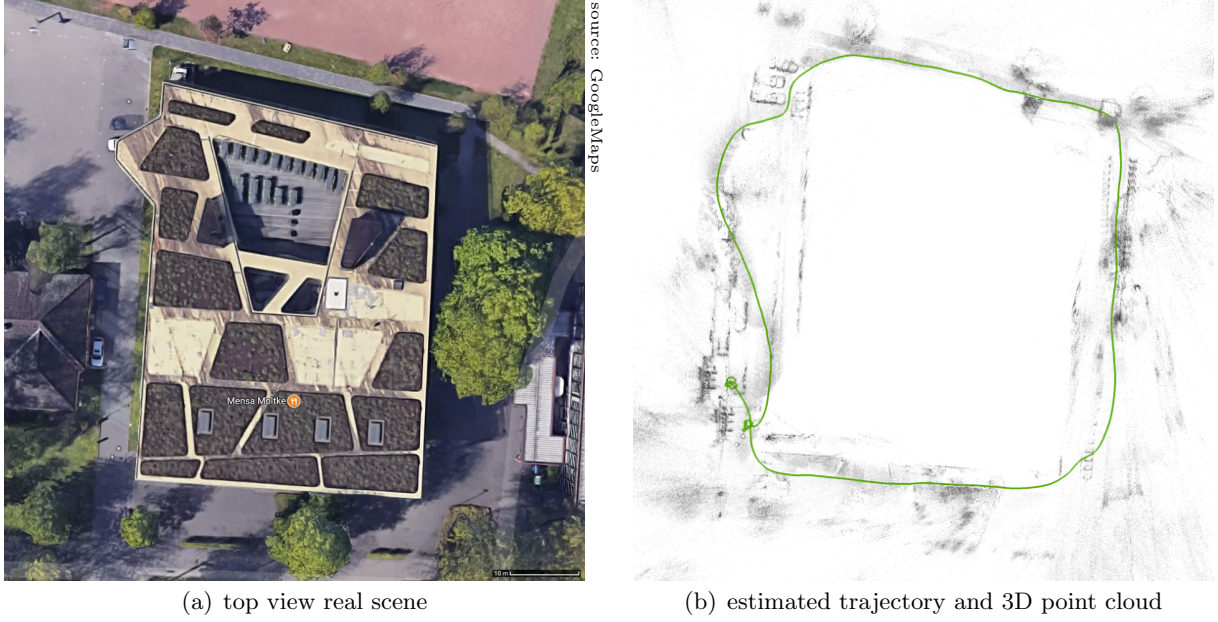 source: GoogleMaps
Mensa Moltke
10 m
(a) top view real scene
(b) estimated trajectory and 3D point cloud